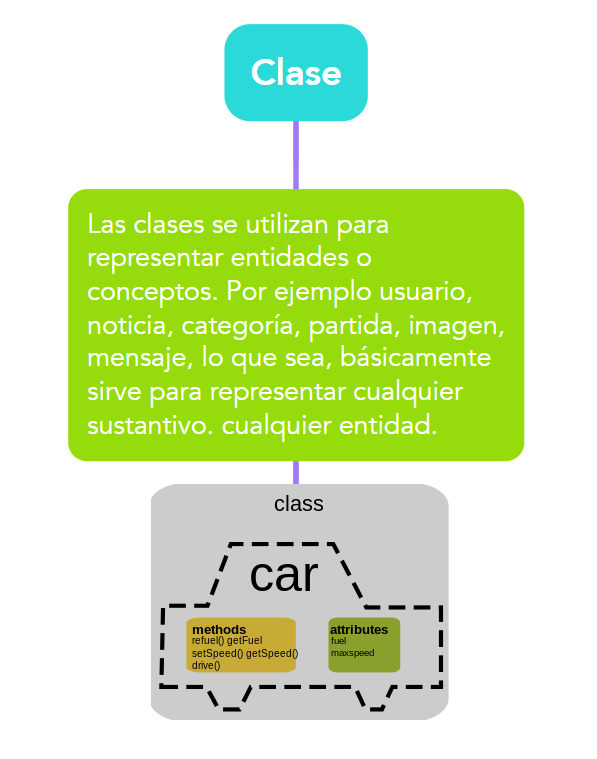 Clase
Las clases se utilizan para
representar entidades o
conceptos. Por ejemplo usuario,
noticia, categoría, partida, imagen,
mensaje, lo que sea, básicamente
sirve para representar cualquier
sustantivo. cualquier entidad.
class
car
methods
refuel() getFuel
setSpeed() getSpeed()
drive()
attributes
fuel
maxspeed